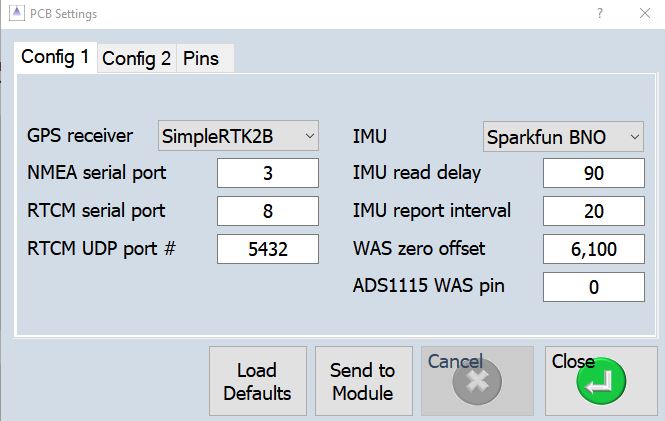 PCB Settings
Config 1 Config 2 Pins
GPS receiver SimpleRTK2B IMU Sparkfun BNO
NMEA serial port 3 IMU read delay 90
RTCM serial port 8 IMU report interval 20
RTCM UDP port # 5432 WAS zero offset 6,100
ADS1115 WAS pin 0
Load Defaults
Send to Module
Cancel
Close